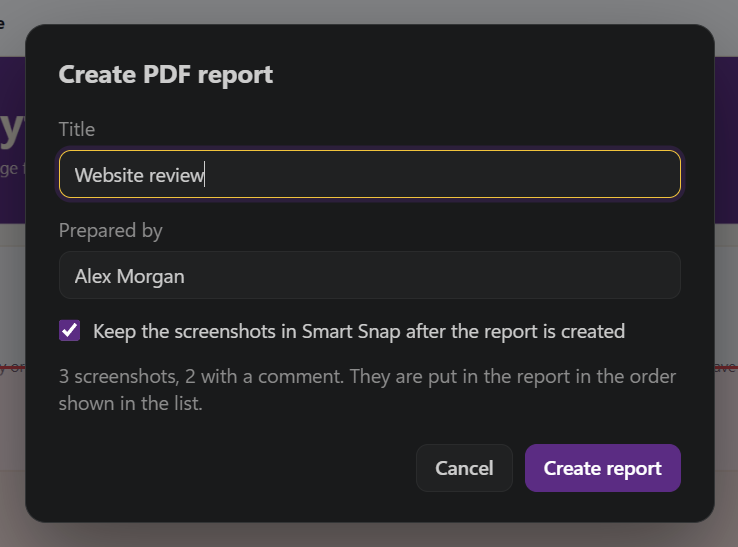 Create PDF report
Title
Website review
Prepared by
Alex Morgan
Keep the screenshots in Smart Snap after the report is created
3 screenshots, 2 with a comment. They are put in the report in the order
shown in the list.
Cancel
Create report